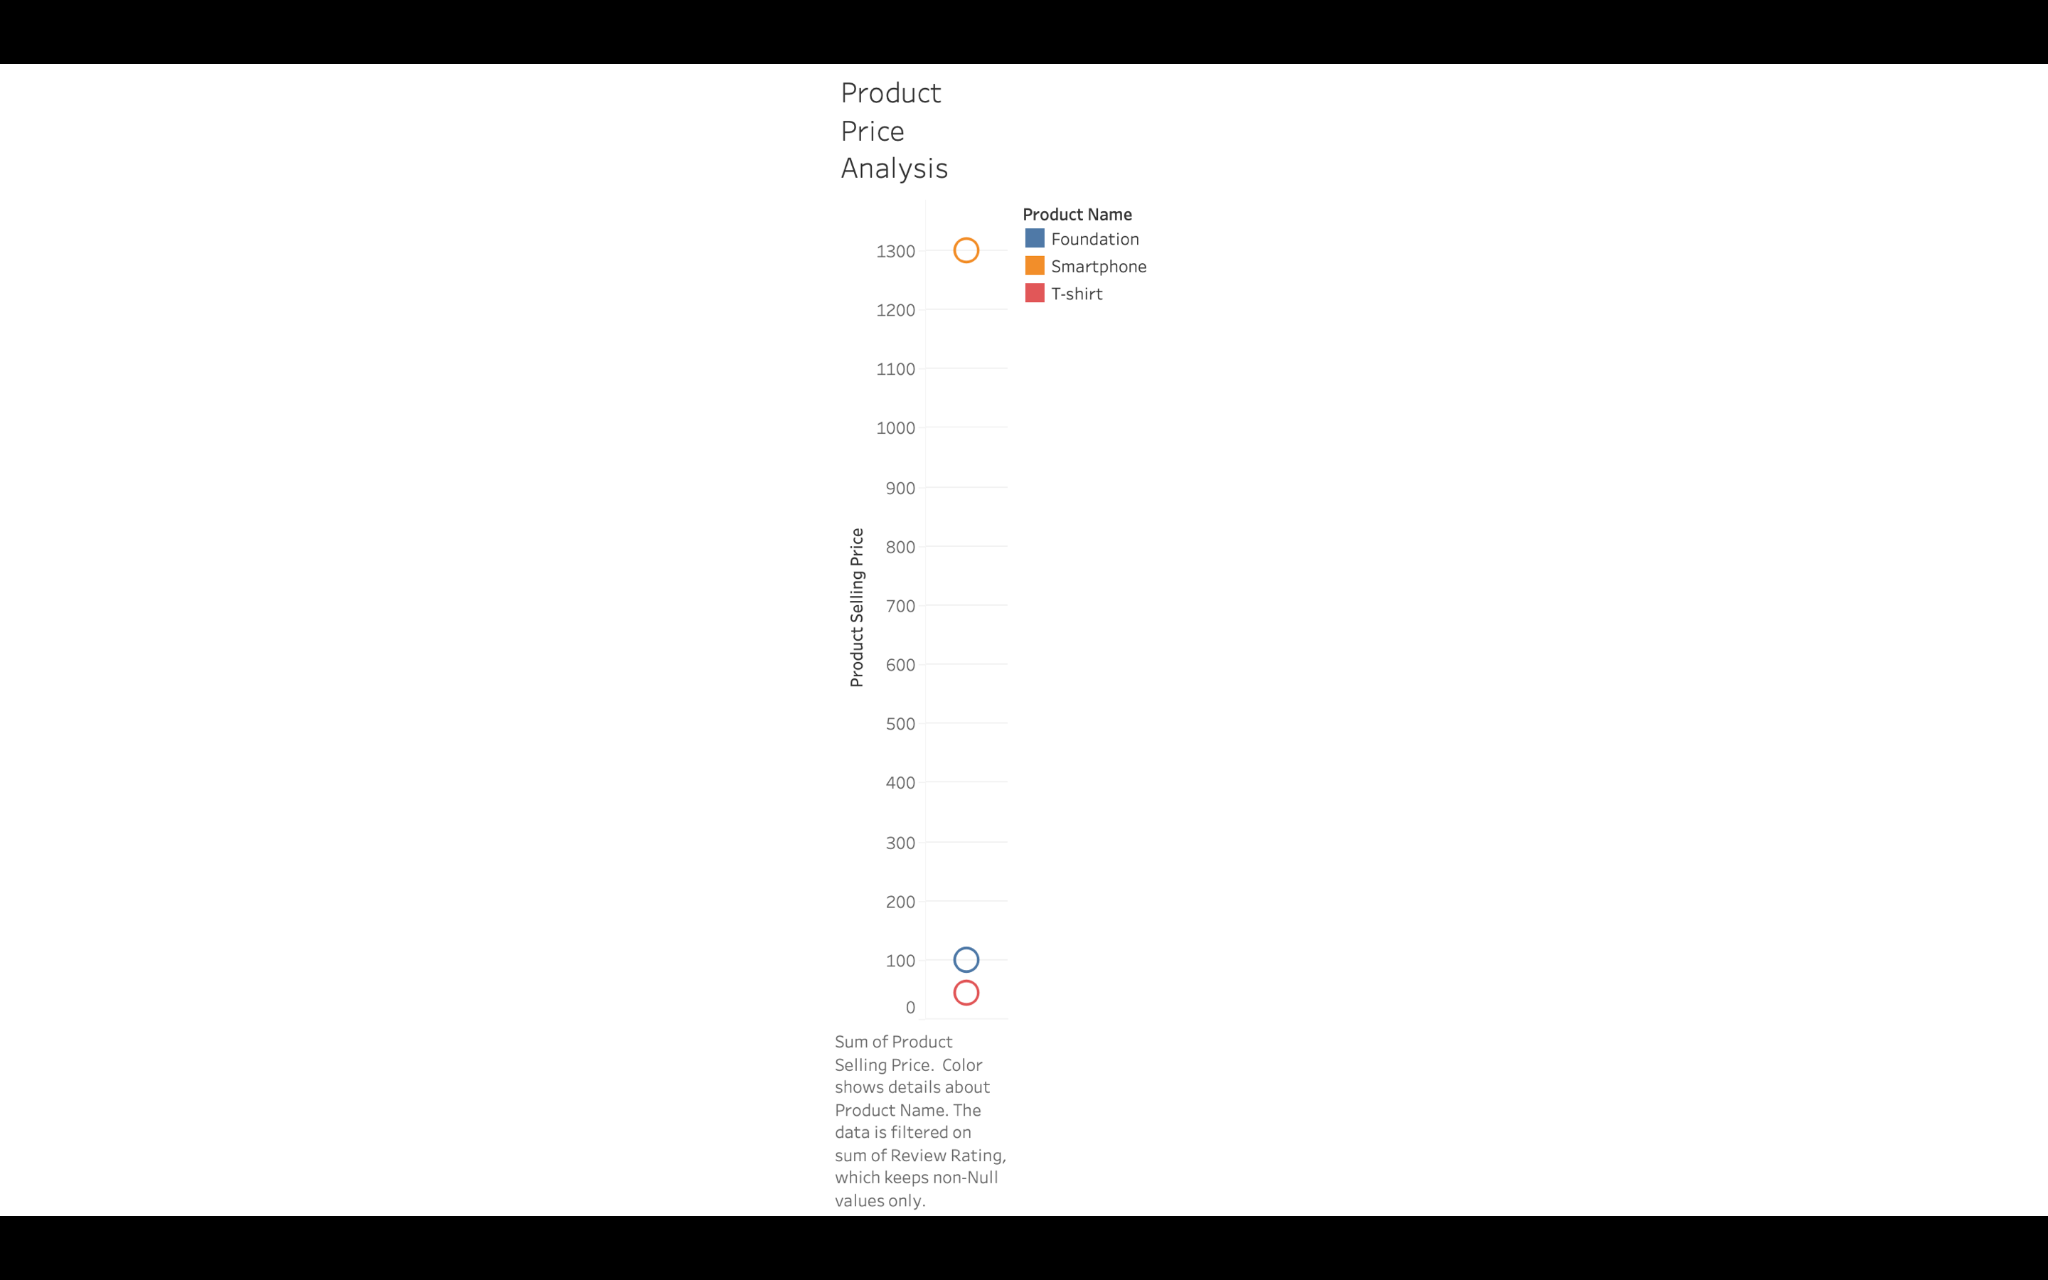 Product
Price
Analysis
Product Name
Foundation
Smartphone
T-shirt
1300
1200
1100
1000
900
800
700
600
500
400
300
200
100
0
Product Selling Price
Sum of Product
Selling Price.  Color
shows details about
Product Name. The
data is filtered on
sum of Review Rating,
which keeps non-Null
values only.